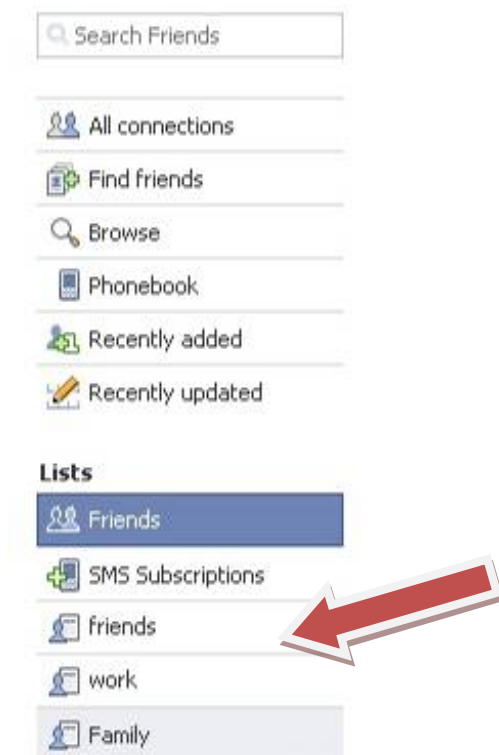 Search Friends
All connections
Find friends
Browse
Phonebook
Recently added
Recently updated
Lists
Friends
SMS Subscriptions
friends
work
Family